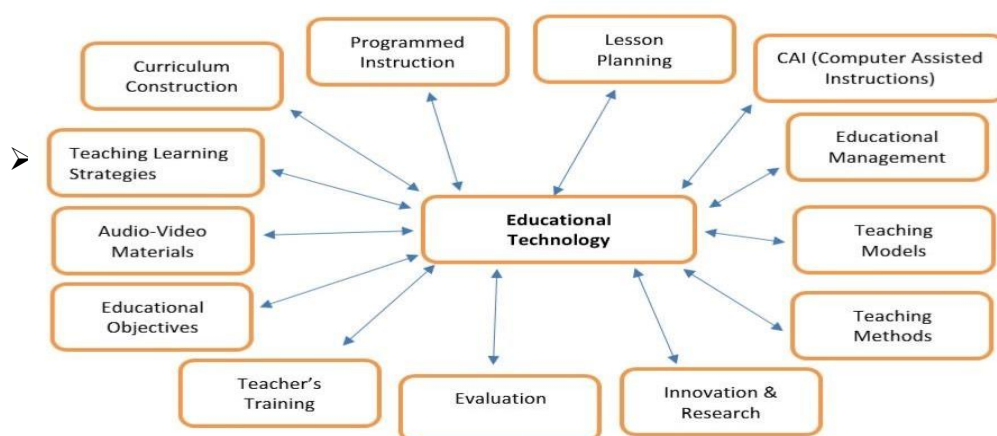 Programmed
Instruction
Lesson
Planning
CAI (Computer Assisted
Instructions)
Curriculum
Construction
Educational
Management
Teaching Learning
Strategies
Educational
Technology
Audio-Video
Materials
Teaching
Models
Educational
Objectives
Teaching
Methods
Teacher’s
Training
Evaluation
Innovation &
Research